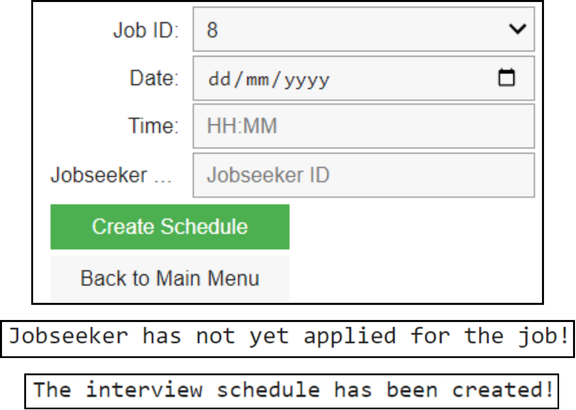 Job ID: 8
Date: dd/mm/yyyy
Time: HH:MM
Jobseeker ... Jobseeker ID
Create Schedule
Back to Main Menu
Jobseeker has not yet applied for the job!
The interview schedule has been created!